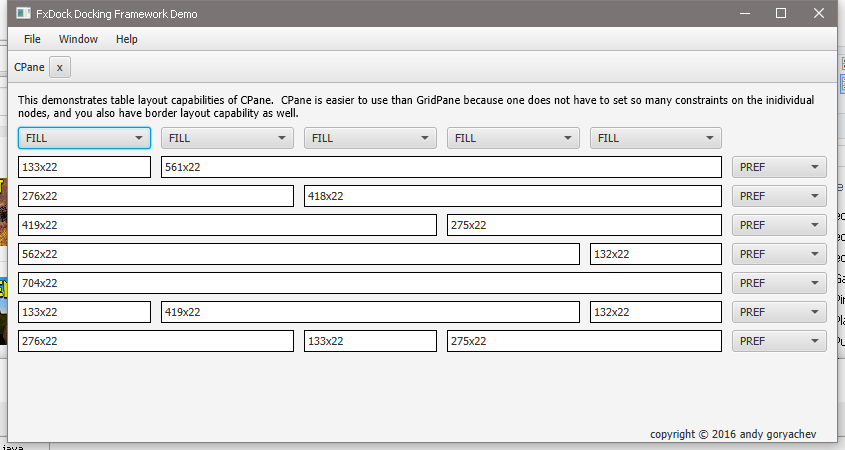 FxDock Docking Framework Demo
File Window Help
CPane x
This demonstrates table layout capabilities of CPane. CPane is easier to use than GridPane because one does not have to set so many constraints on the inidividual
nodes, and you also have border layout capability as well.
FILL FILL FILL FILL FILL
133x22 561x22 PREF
276x22 418x22 PREF
419x22 275x22 PREF
562x22 132x22 PREF
704x22 PREF
133x22 419x22 132x22 PREF
276x22 133x22 275x22 PREF
copyright © 2016 andy goryachev
java